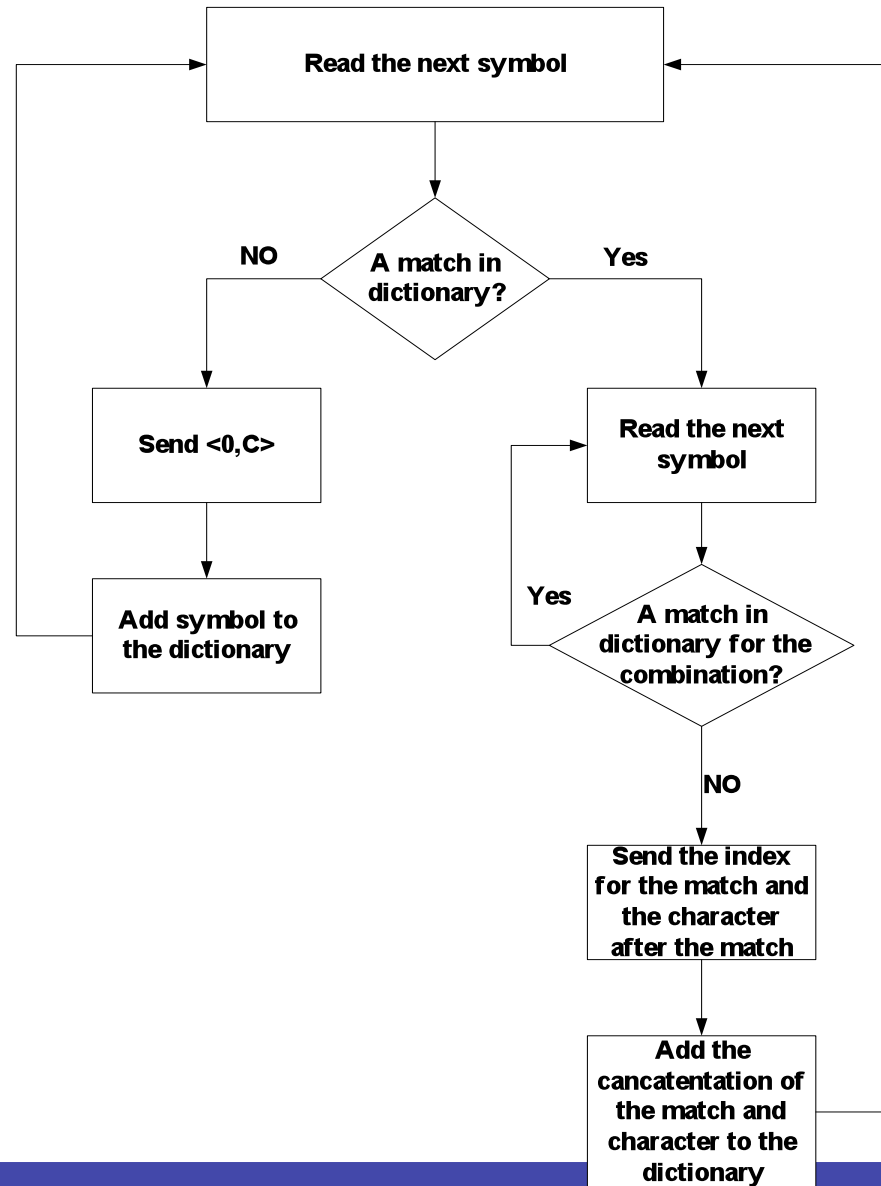 Read the next symbol
A match in
dictionary?
NO
Yes
Send <0,C>
Add symbol to
the dictionary
Read the next
symbol
Yes
A match in
dictionary for the
combination?
NO
Send the index
for the match and
the character
after the match
Add the
cancatentation of
the match and
character to the
dictionary